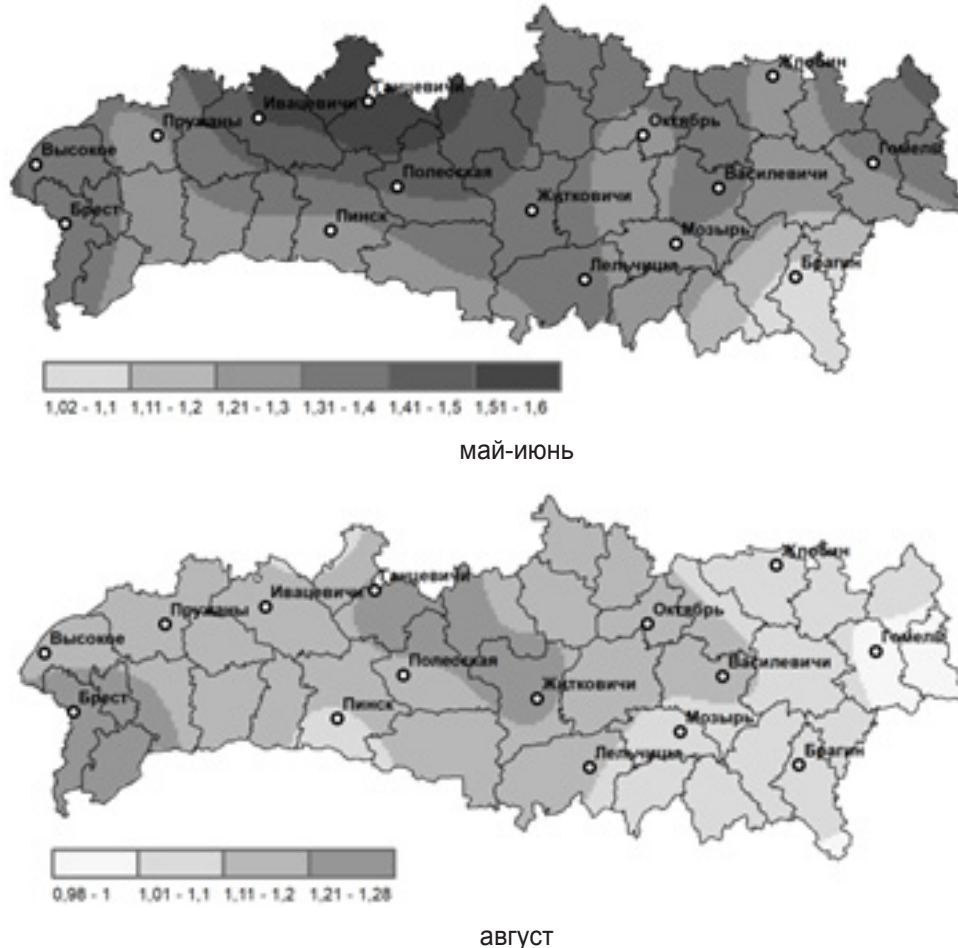 Жлобин
Ганцевичи
Ивацевичи
Пружаны
Октябрь
Высокое
Гомель
Полесская
Василевичи
Житковичи
Брест
Пинск
Мозырь
Лельчицы
Брагин
1,02 - 1,1 1,11 - 1,2 1,21 - 1,3 1,31 - 1,4 1,41 - 1,5 1,51 - 1,6
май-июнь
Жлобин
Ганцевичи
Ивацевичи
Пружаны
Октябрь
Высокое
Гомель
Полесская
Василевичи
Житковичи
Брест
Пинск
Мозырь
Лельчицы
Брагин
0,98 - 1 1,01 - 1,1 1,11 - 1,2 1,21 - 1,28
август